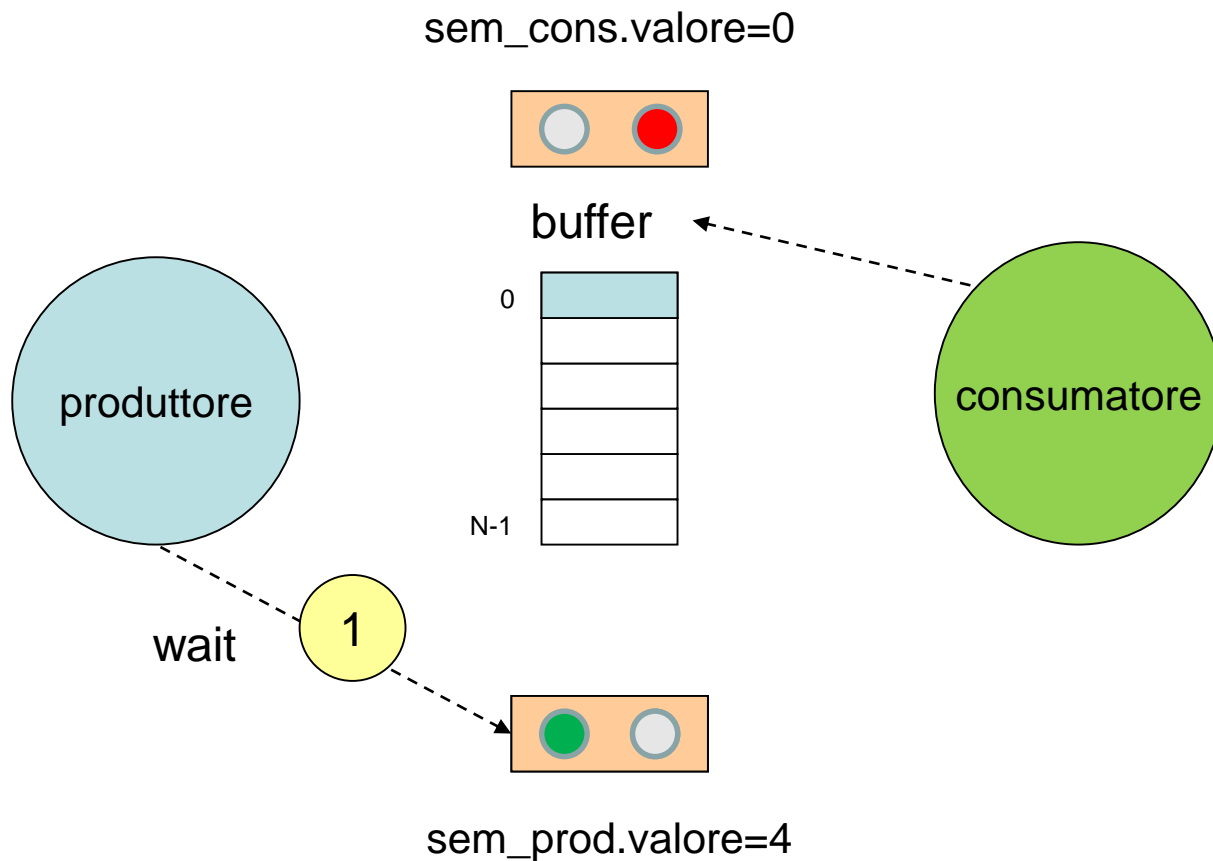 sem_cons.valore=0
buffer
0
produttore
consumatore
N-1
1
wait
sem_prod.valore=4